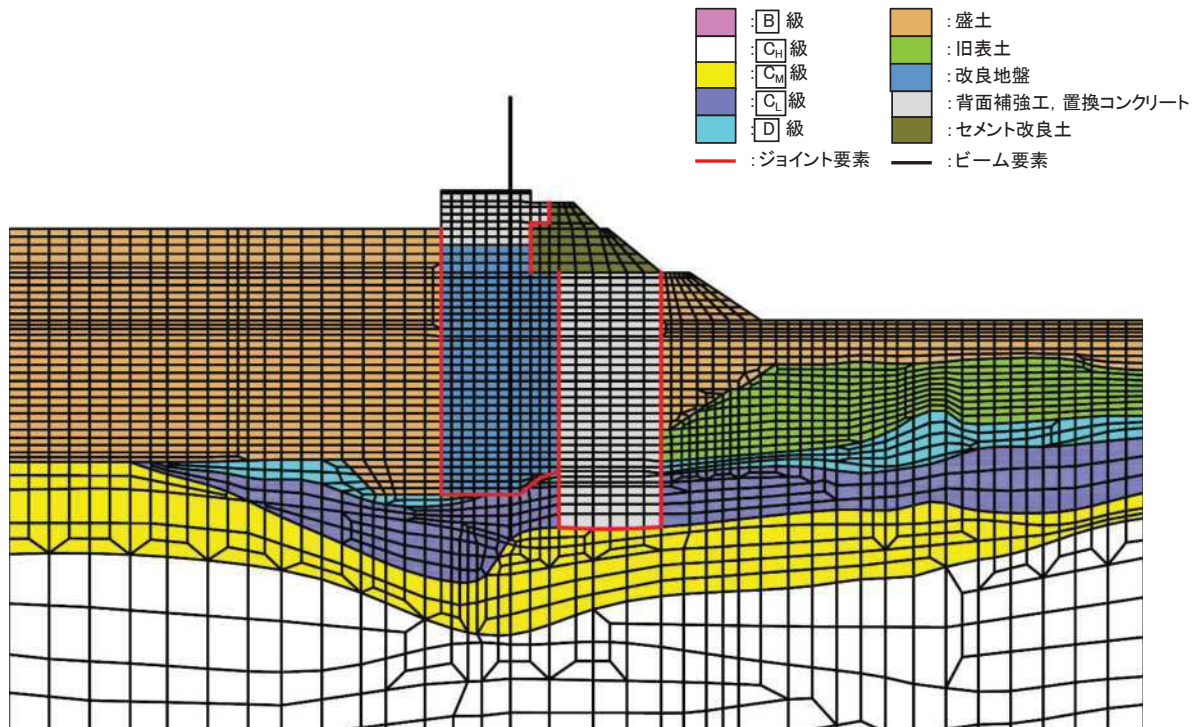 :B 級
:CH 級
:CM 級
:CL 級
:D 級
:ジョイント要素
:盛土
:旧表土
:改良地盤
:背面補強工, 置換コンクリート
:セメント改良土
:ビーム要素